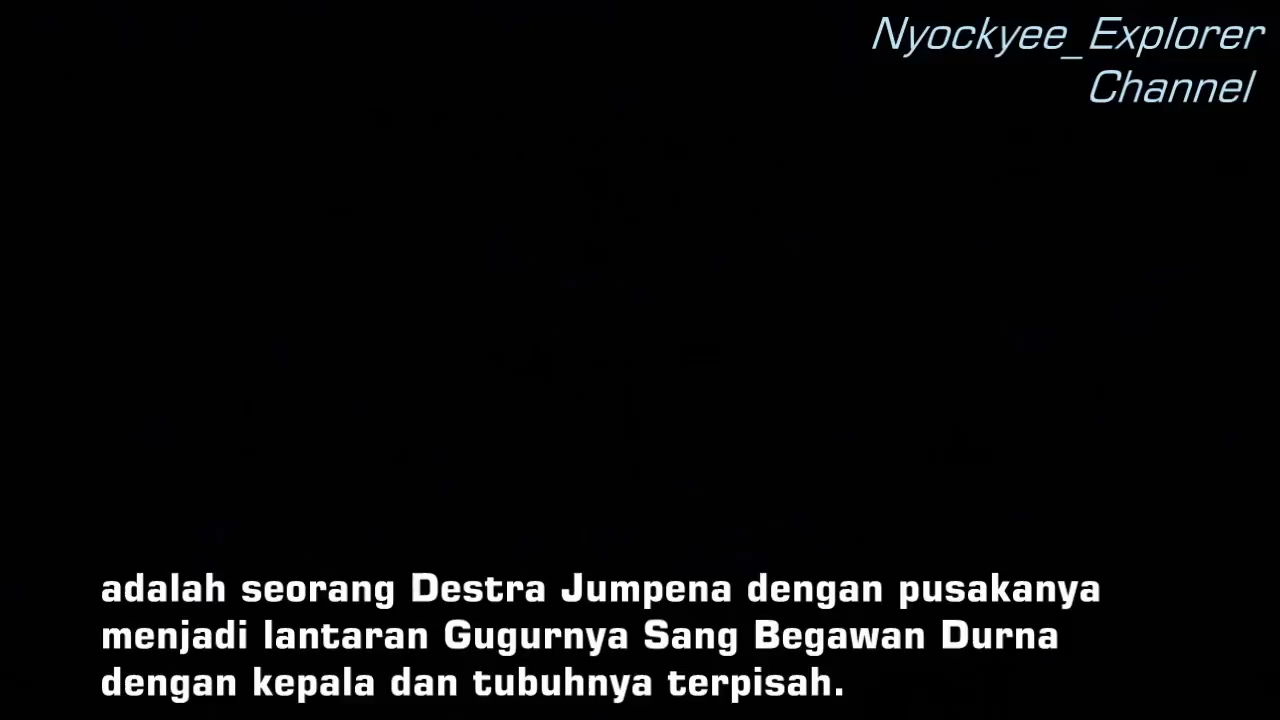 Nyockyee_Explorer
Channel
adalah seorang Destra Jumpena dengan pusakanya
menjadi lantaran Gugurnya Sang Begawan Durna
dengan kepala dan tubuhnya terpisah.